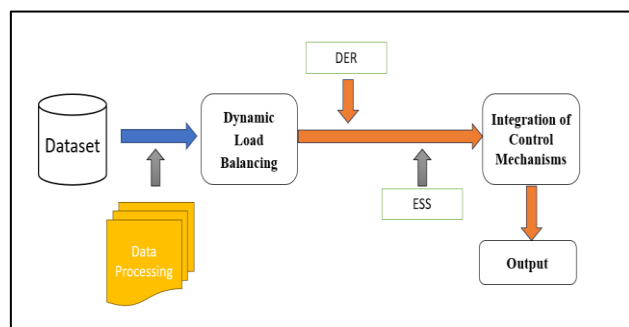 DER
Dataset
Dynamic
Load
Balancing
Integration of
Control
Mechanisms
Data
Processing
ESS
Output